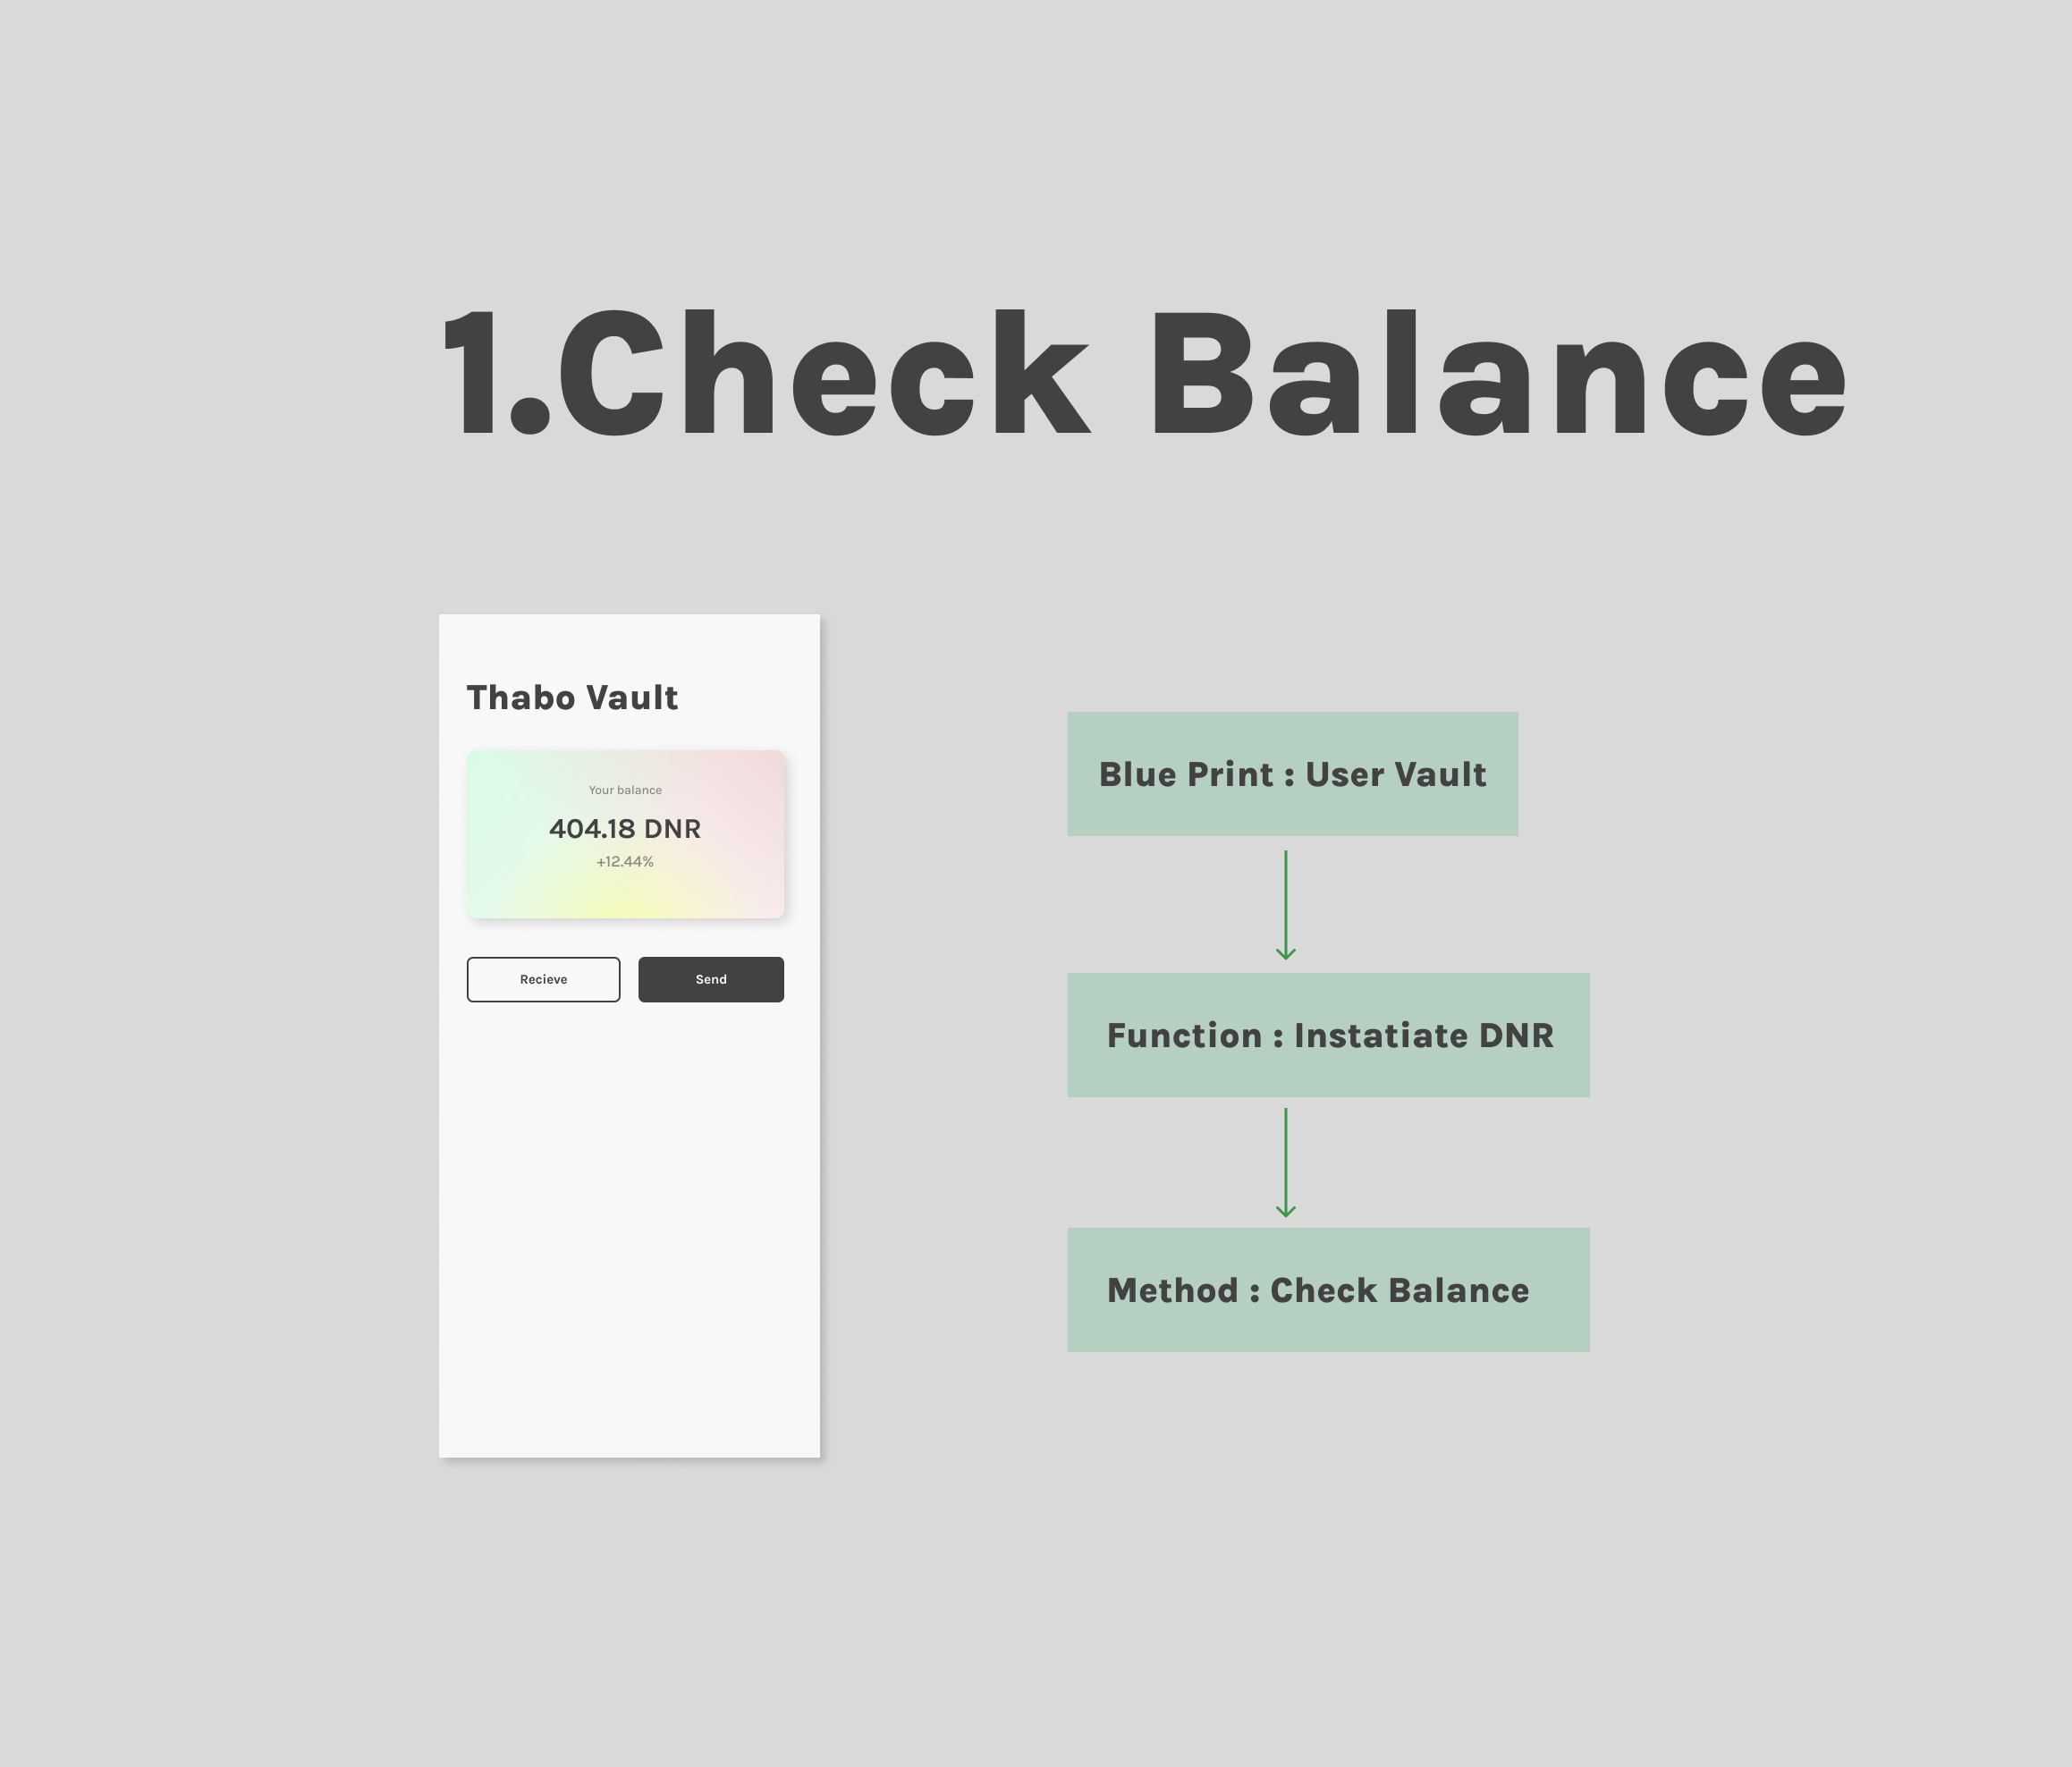 1.Check Balance
Thabo Vault
Your balance
404.18 DNR
+12.44%
Recieve
Send
Blue Print : User Vault
Function : Instatiate DNR
Method : Check Balance